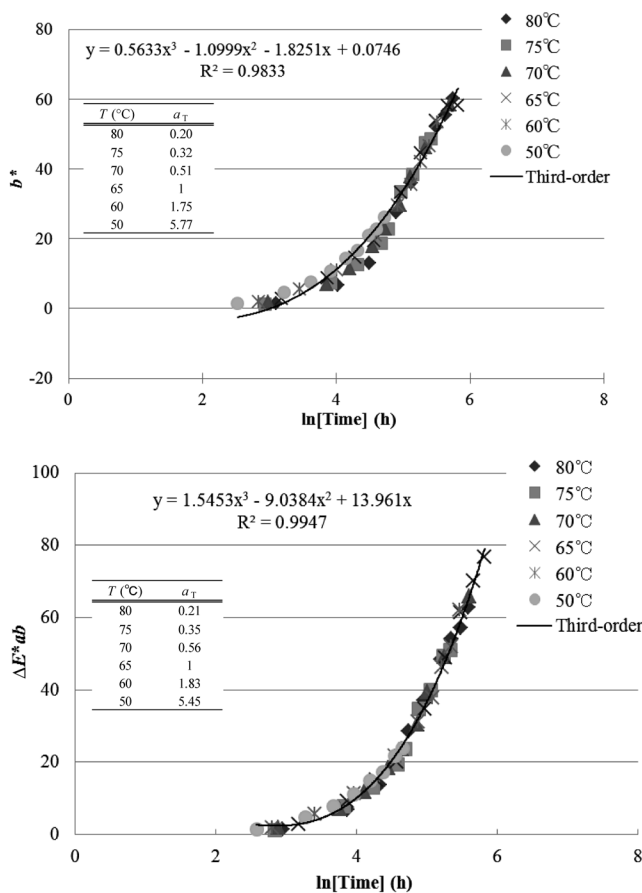 80
60
40
20
0
-20
0 2 4 6 8
b*
ln[Time] (h)
y = 0.5633x³ - 1.0999x² - 1.8251x + 0.0746
R² = 0.9833
T (°C) aT
80 0.20
75 0.32
70 0.51
65 1
60 1.75
50 5.77
80℃
75℃
70℃
65℃
60℃
50℃
Third-order
100
80
60
40
20
0
0 2 4 6 8
ΔE*ab
ln[Time] (h)
y = 1.5453x³ - 9.0384x² + 13.961x
R² = 0.9947
T (℃) aT
80 0.21
75 0.35
70 0.56
65 1
60 1.83
50 5.45
80℃
75℃
70℃
65℃
60℃
50℃
Third-order